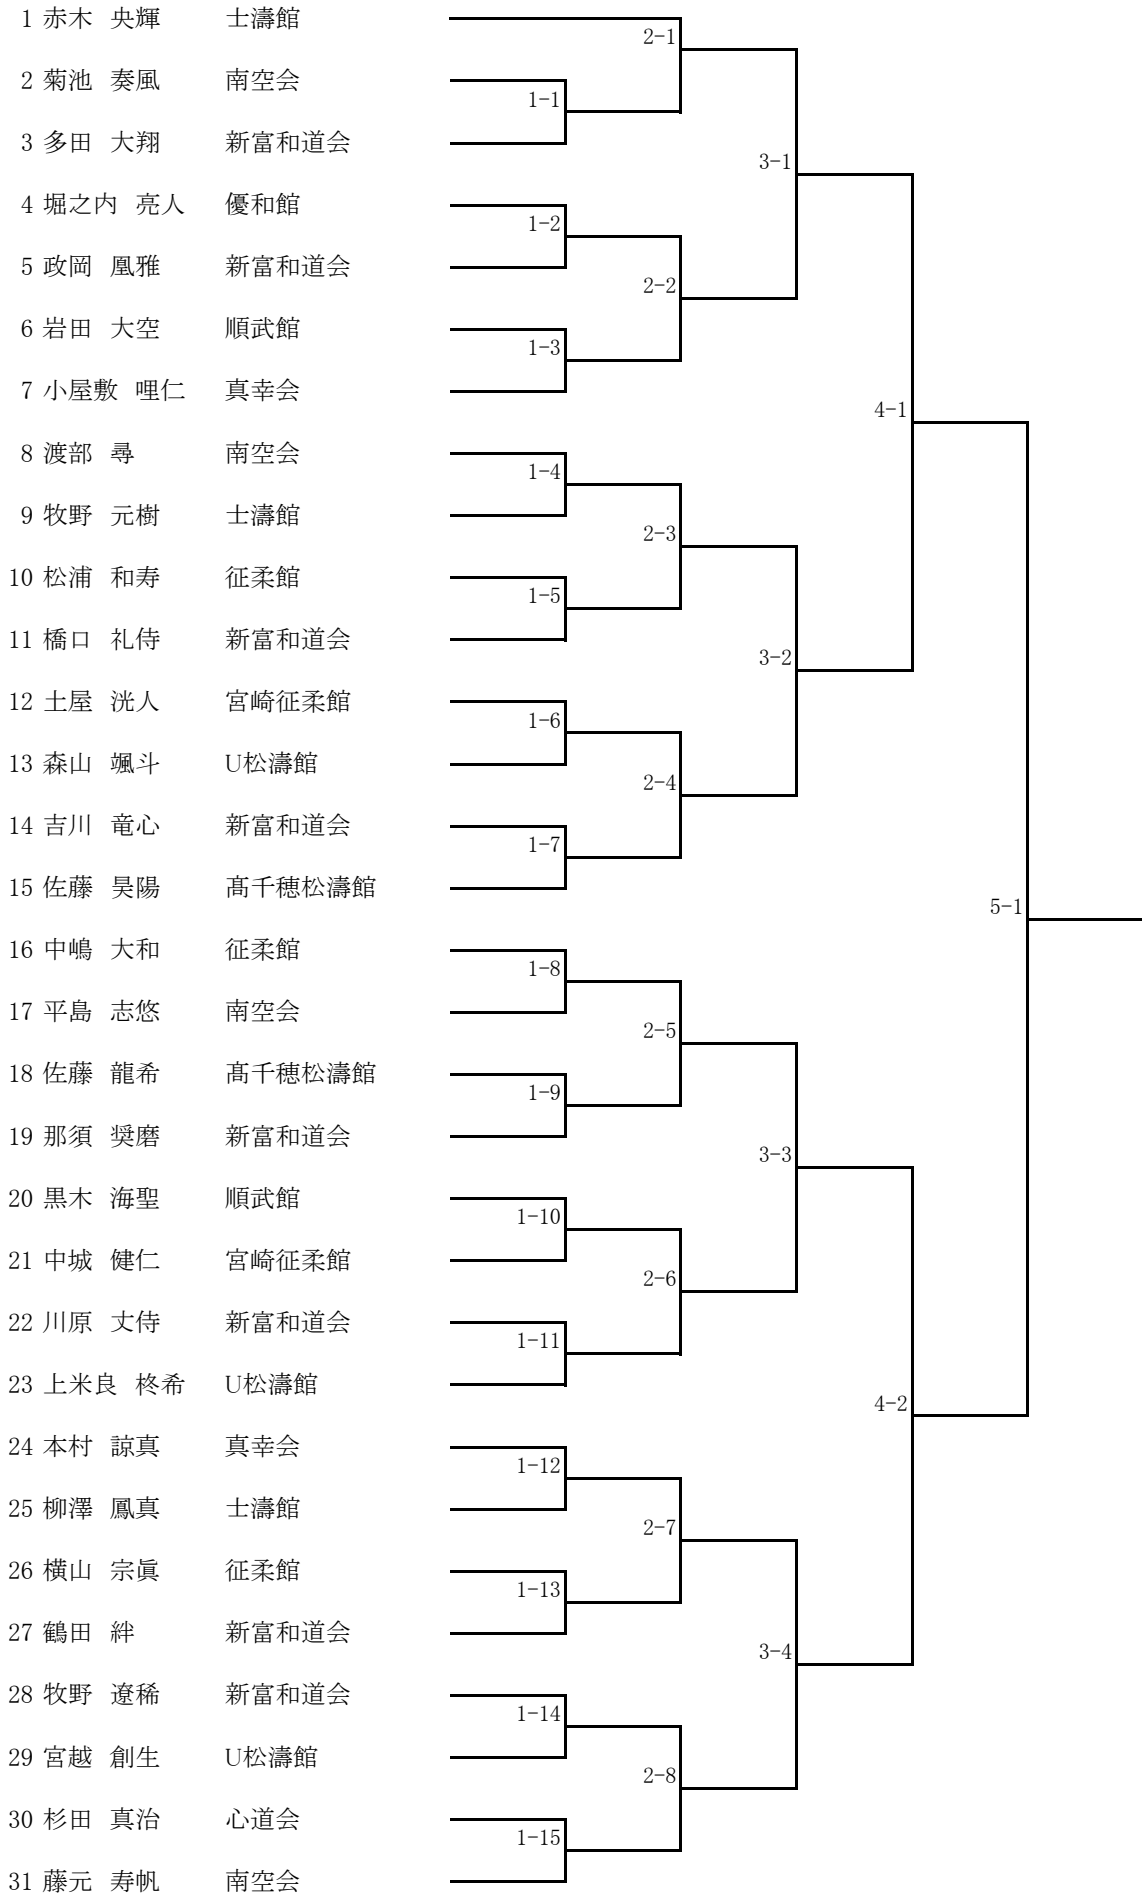 1 赤木 央輝 士濤館
2-1
2 菊池 奏風 南空会
1-1
3 多田 大翔 新富和道会
3-1
4 堀之内 亮人 優和館
1-2
5 政岡 凰雅 新富和道会
2-2
6 岩田 大空 順武館
1-3
7 小屋敷 哩仁 真幸会
4-1
8 渡部 尋 南空会
1-4
9 牧野 元樹 士濤館
2-3
10 松浦 和寿 征柔館
1-5
11 橋口 礼侍 新富和道会
3-2
12 土屋 洸人 宮崎征柔館
1-6
13 森山 颯斗 U松濤館
2-4
14 吉川 竜心 新富和道会
1-7
15 佐藤 昊陽 髙千穂松濤館
5-1
16 中嶋 大和 征柔館
1-8
17 平島 志悠 南空会
2-5
18 佐藤 龍希 髙千穂松濤館
1-9
19 那須 奨磨 新富和道会
3-3
20 黒木 海聖 順武館
1-10
21 中城 健仁 宮崎征柔館
2-6
22 川原 丈侍 新富和道会
1-11
23 上米良 柊希 U松濤館
4-2
24 本村 諒真 真幸会
1-12
25 柳澤 鳳真 士濤館
2-7
26 横山 宗眞 征柔館
1-13
27 鶴田 絆 新富和道会
3-4
28 牧野 遼稀 新富和道会
1-14
29 宮越 創生 U松濤館
2-8
30 杉田 真治 心道会
1-15
31 藤元 寿帆 南空会